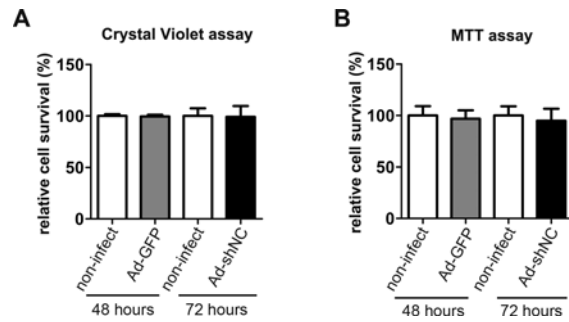 A
Crystal Violet assay
relative cell survival (%)
150
100
50
0
non-infect
Ad-GFP
non-infect
Ad-shNC
48 hours
72 hours
B
MTT assay
relative cell survival (%)
150
100
50
0
non-infect
Ad-GFP
non-infect
Ad-shNC
48 hours
72 hours